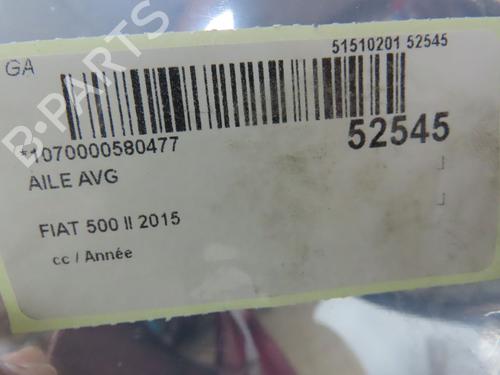 GA
51510201 52545
*1070000580477
52545
AILE AVG
FIAT 500 II 2015
cc / Année
B-PARTS